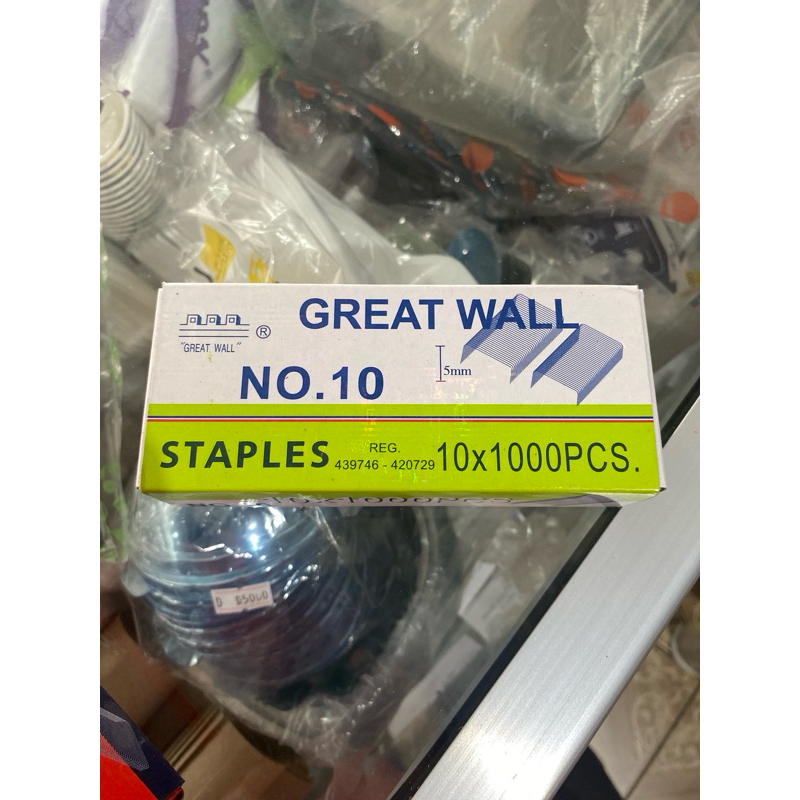 GREAT WALL
®
"GREAT WALL"
5mm
NO.10
STAPLES
REG.
439746 - 420729
10x1000PCS.